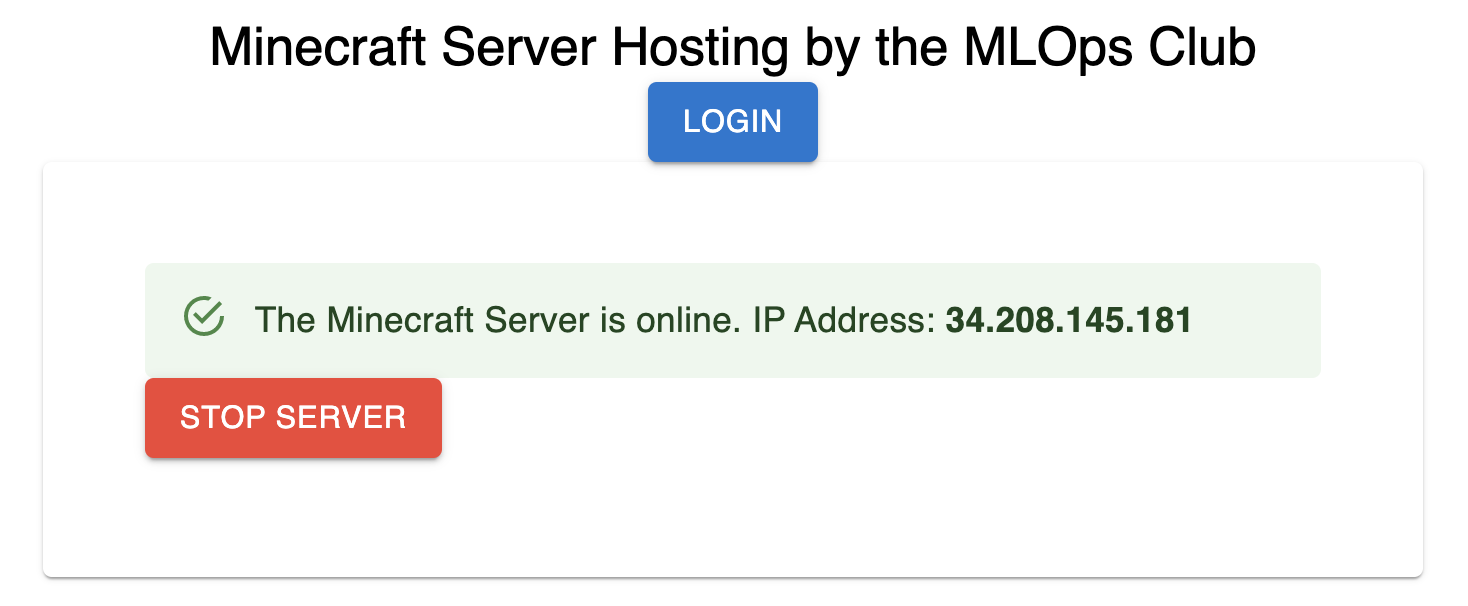 Minecraft Server Hosting by the MLOps Club
LOGIN
The Minecraft Server is online. IP Address: 34.208.145.181
STOP SERVER